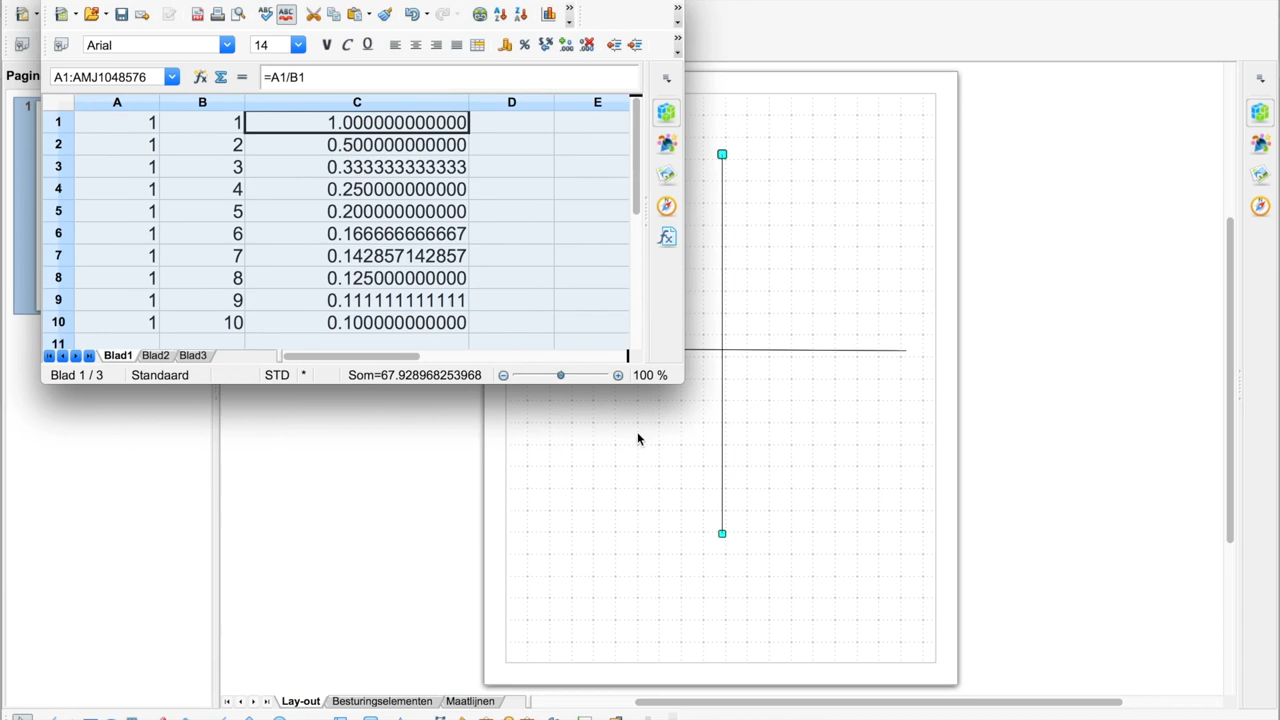 Arial 14
A1:AMJ1048576 =A1/B1
Pagin
A B C D E
1 1 1 1.000000000000
2 1 2 0.500000000000
3 1 3 0.333333333333
4 1 4 0.250000000000
5 1 5 0.200000000000
6 1 6 0.166666666667
7 1 7 0.142857142857
8 1 8 0.125000000000
9 1 9 0.111111111111
10 1 10 0.100000000000
11
Blad1 Blad2 Blad3
Blad 1 / 3 Standaard STD * Som=67.928968253968 100 %
1
Lay-out Besturingselementen Maatlijnen